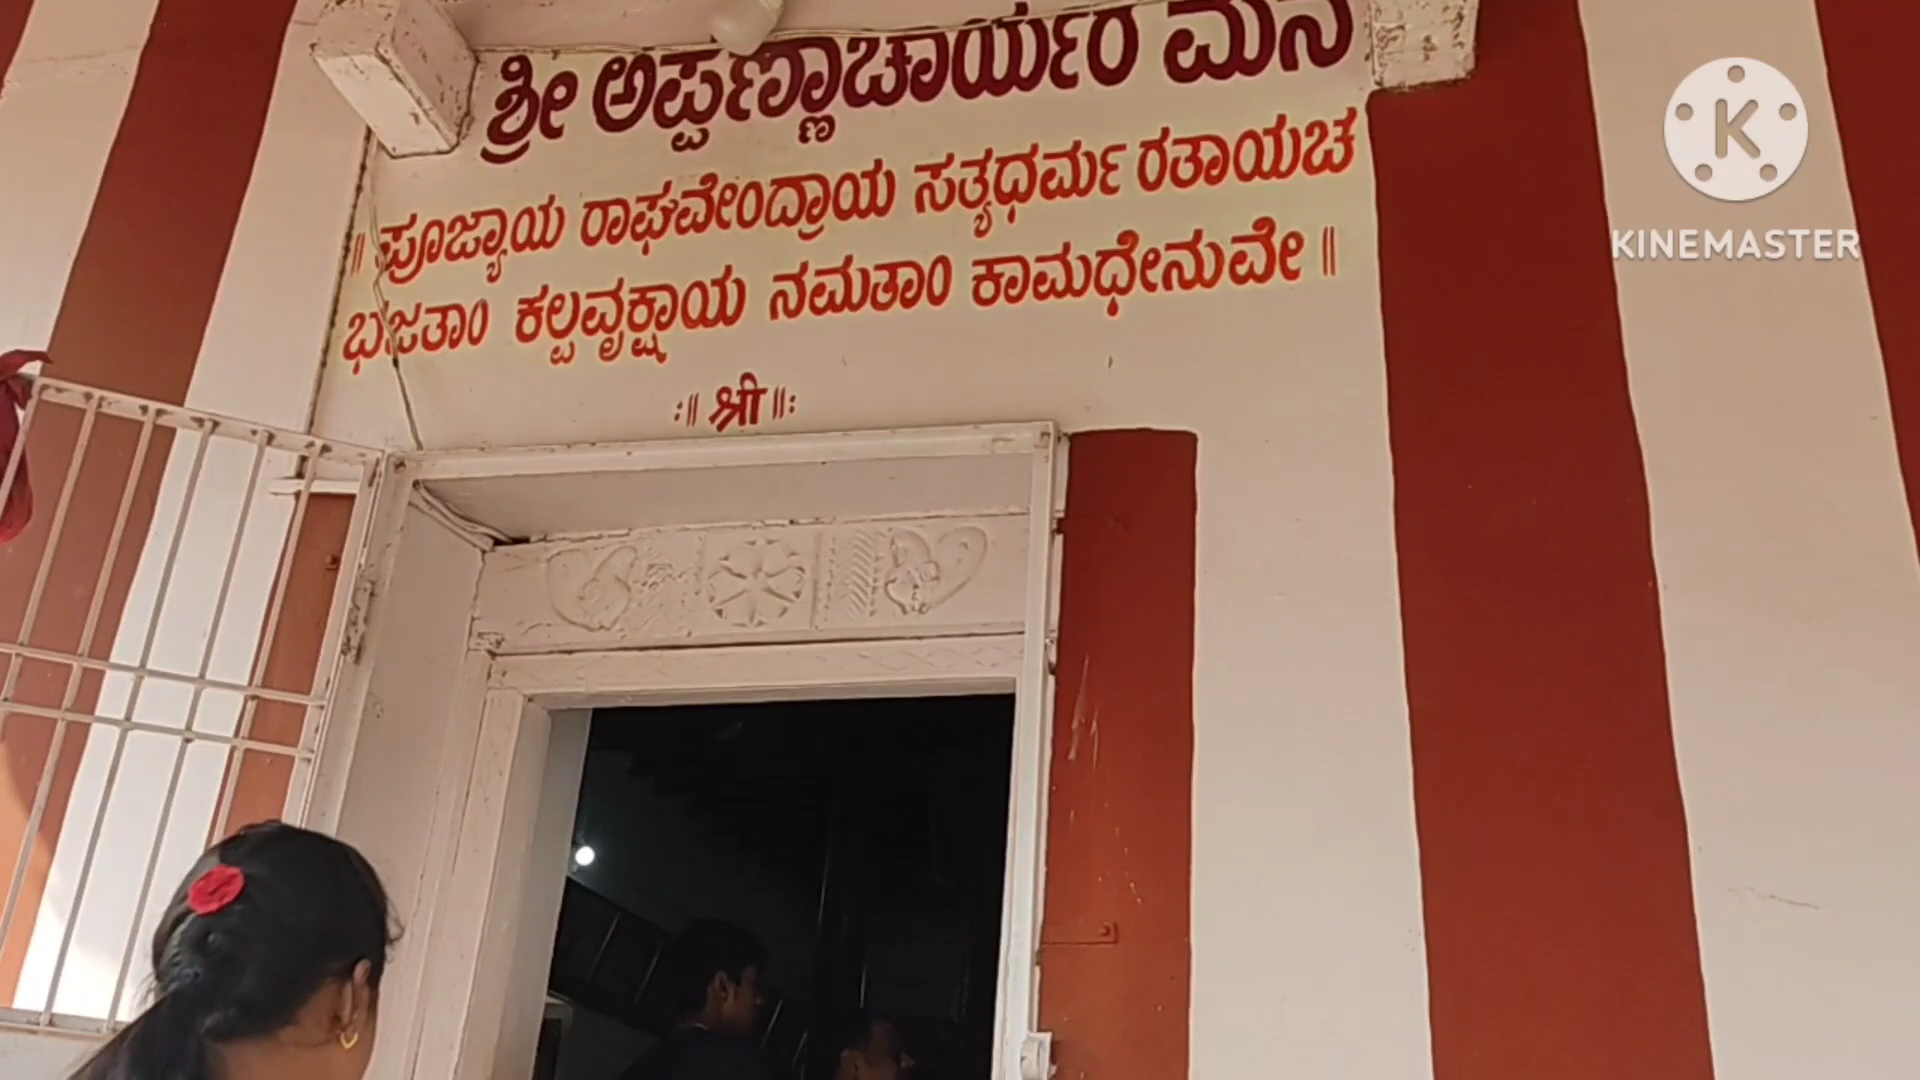 ಶ್ರೀ ಅಪ್ಪಣ್ಣಾಚಾರ್ಯರ ಮನೆ
॥ ಪೂಜ್ಯಾಯ ರಾಘವೇಂದ್ರಾಯ ಸತ್ಯಧರ್ಮ ರತಾಯಚ
ಭಜತಾಂ ಕಲ್ಪವೃಕ್ಷಾಯ ನಮತಾಂ ಕಾಮಧೇನುವೇ ॥
:॥ श्री ॥:
K
KINEMASTER